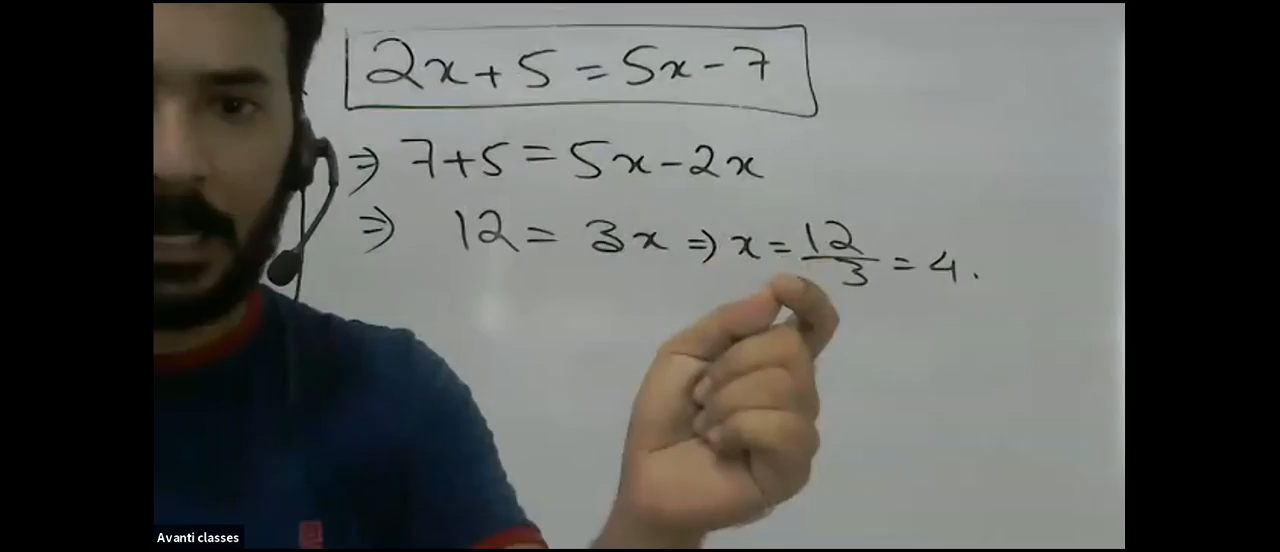 2x+5=5x-7
⇒ 7+5=5x-2x
⇒ 12=3x⇒x=12/3=4.
Avanti classes